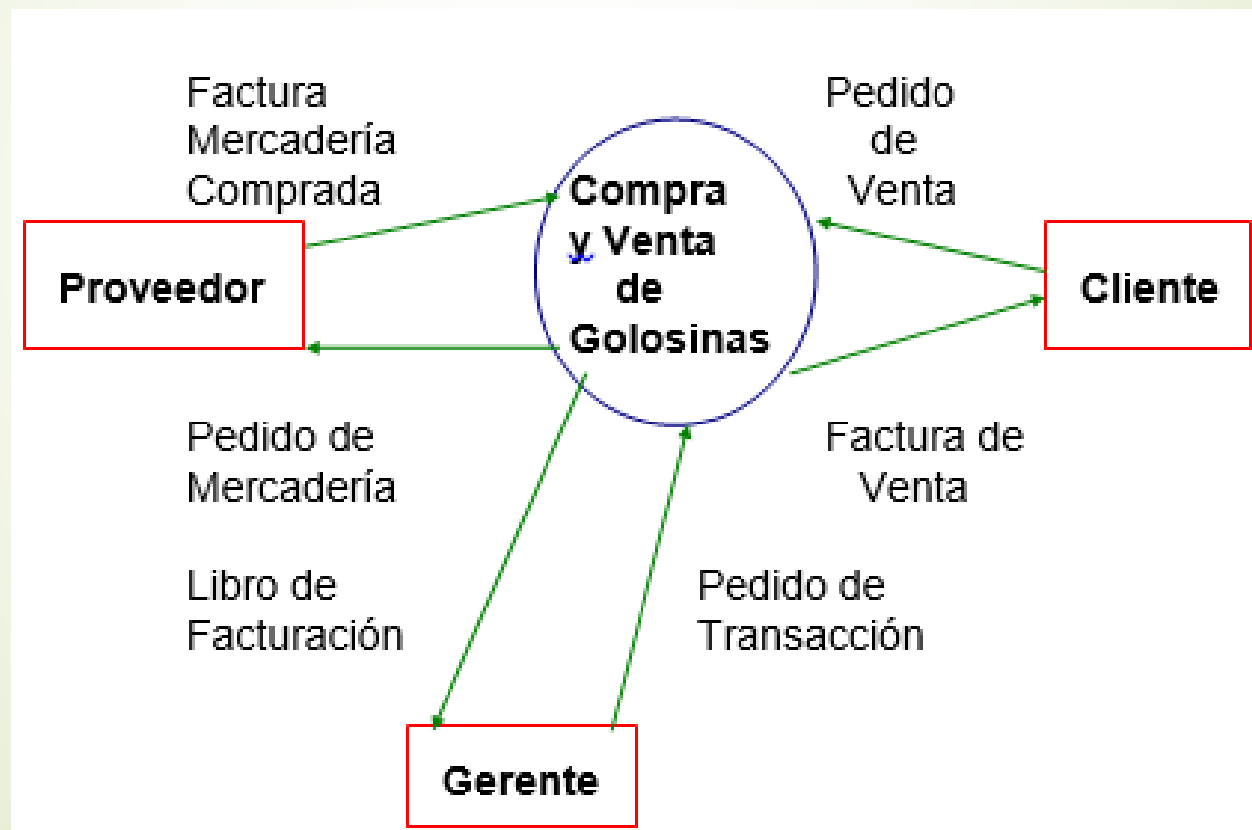 Factura
Mercadería
Comprada
Pedido
de
Venta
Compra
y Venta
de
Golosinas
Proveedor
Cliente
Pedido de
Mercadería
Factura de
Venta
Libro de
Facturación
Pedido de
Transacción
Gerente